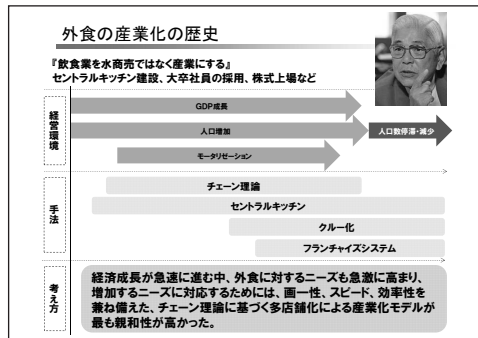 外食の産業化の歴史
『飲食業を水商売ではなく産業にする』
セントラルキッチン建設、大卒社員の採用、株式上場など
経営環境
GDP成長
人口増加
人口数停滞・減少
モータリゼーション
手法
チェーン理論
セントラルキッチン
クルー化
フランチャイズシステム
考え方
経済成長が急速に進む中、外食に対するニーズも急激に高まり、
増加するニーズに対応するためには、画一性、スピード、効率性を
兼ね備えた、チェーン理論に基づく多店舗化による産業化モデルが
最も親和性が高かった。